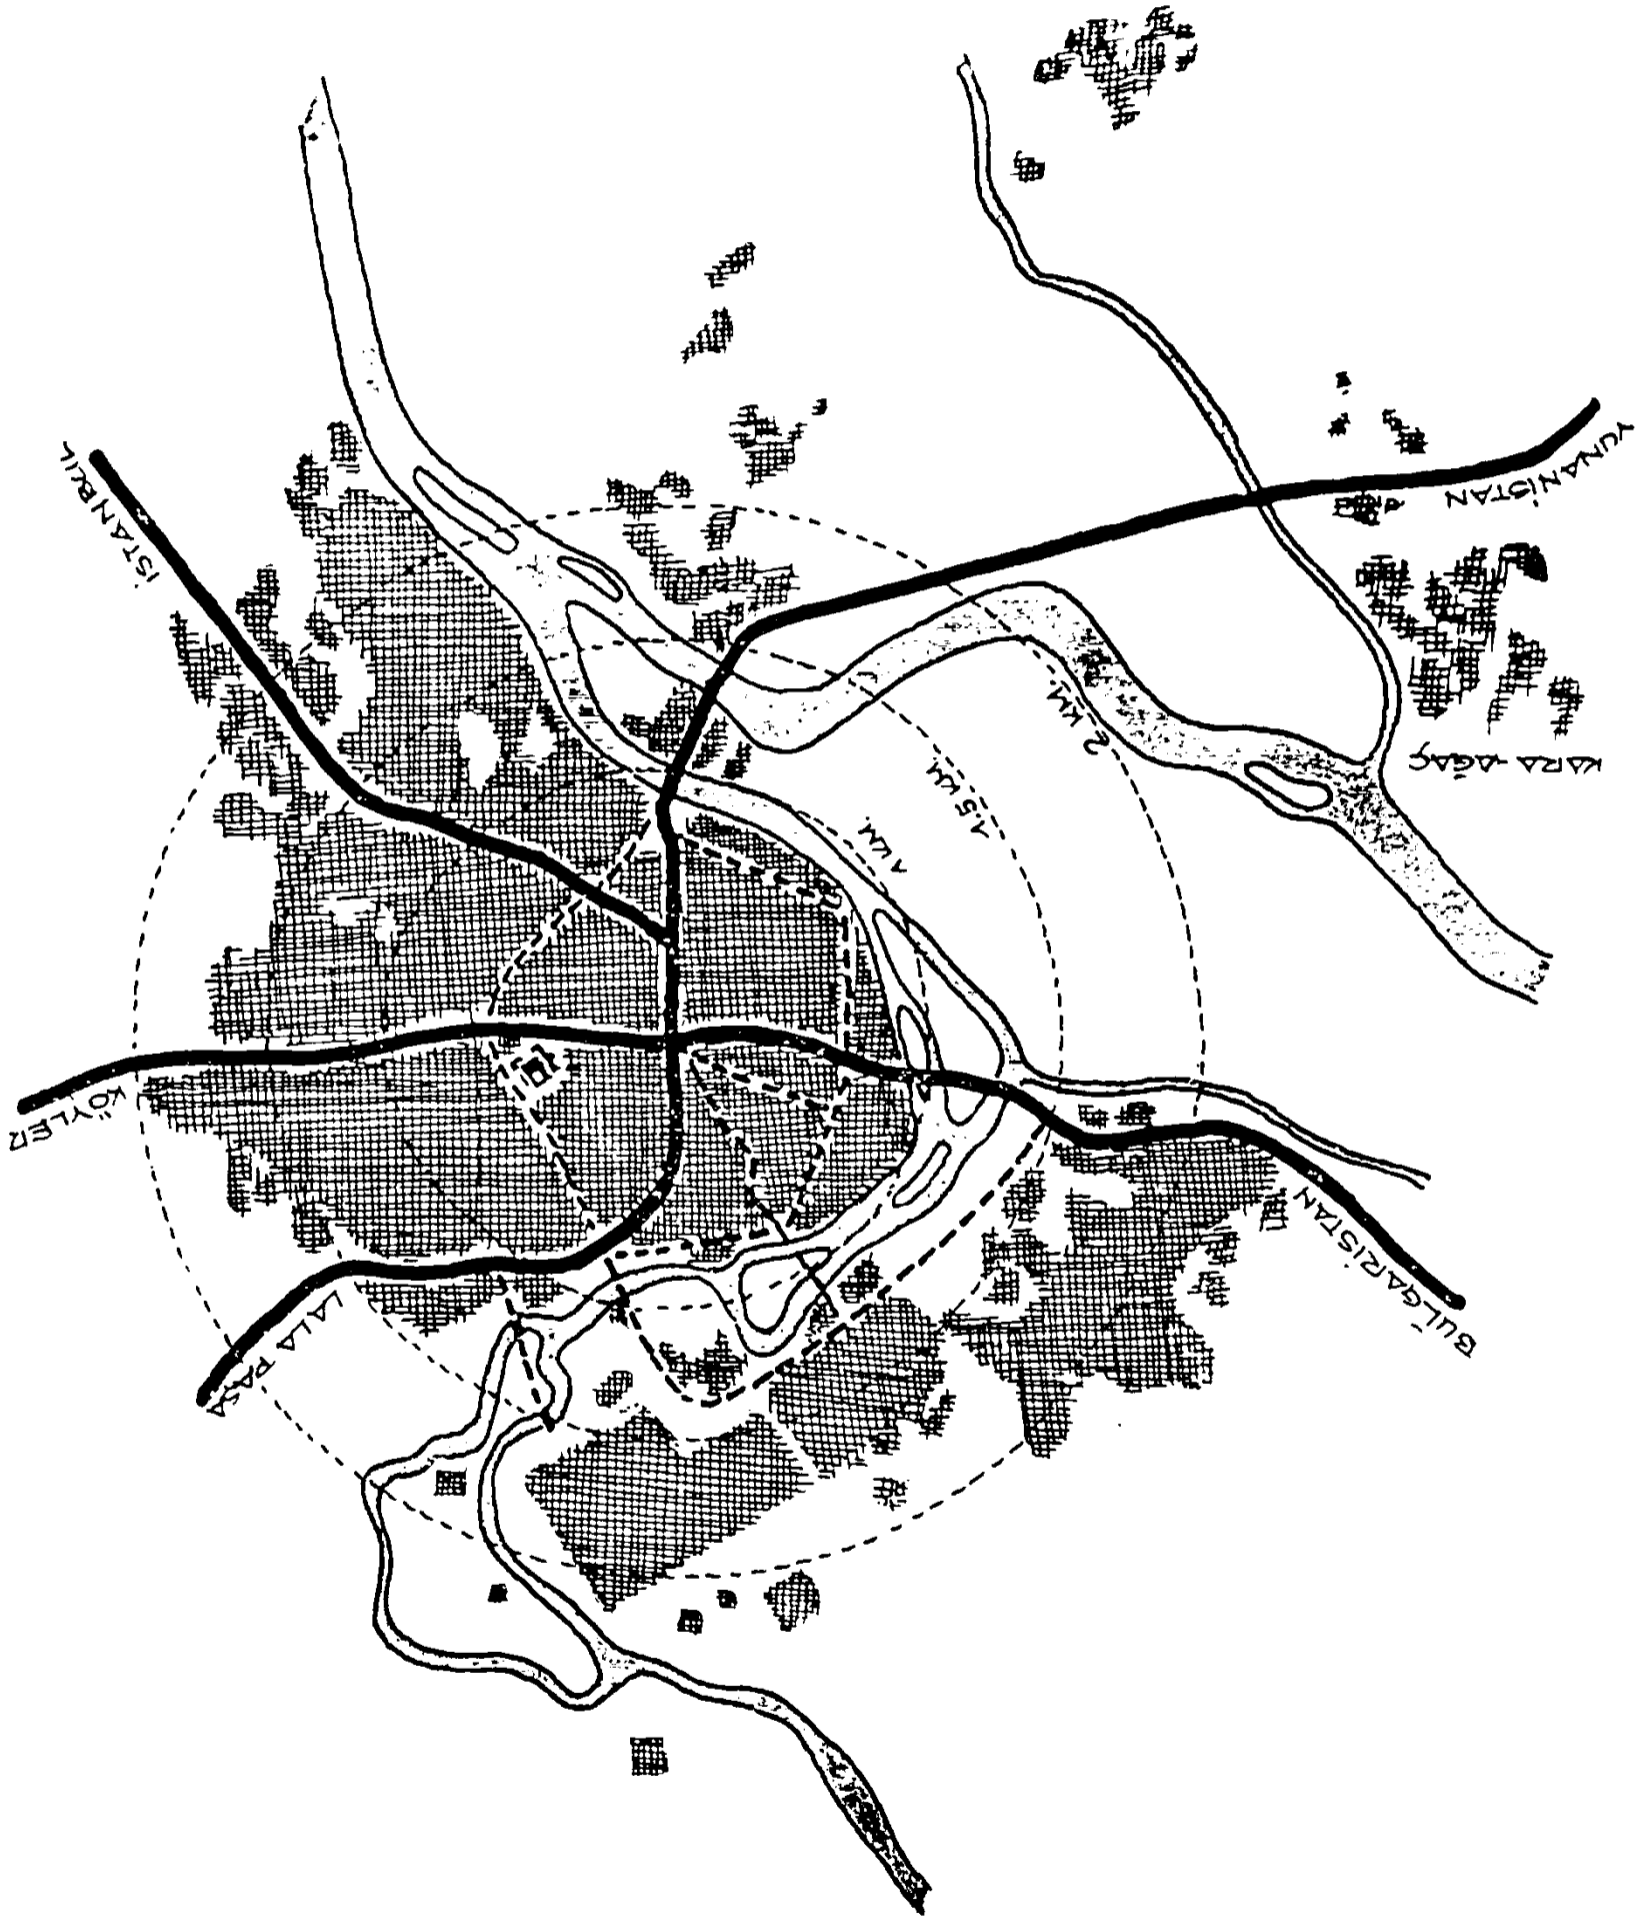 YUNANİSTAN
İSTANBUL
KARA-AĞAÇ
2 KM.
1.5 KM.
1 KM.
KÖYLER
BULGARİSTAN
LALA PAŞA